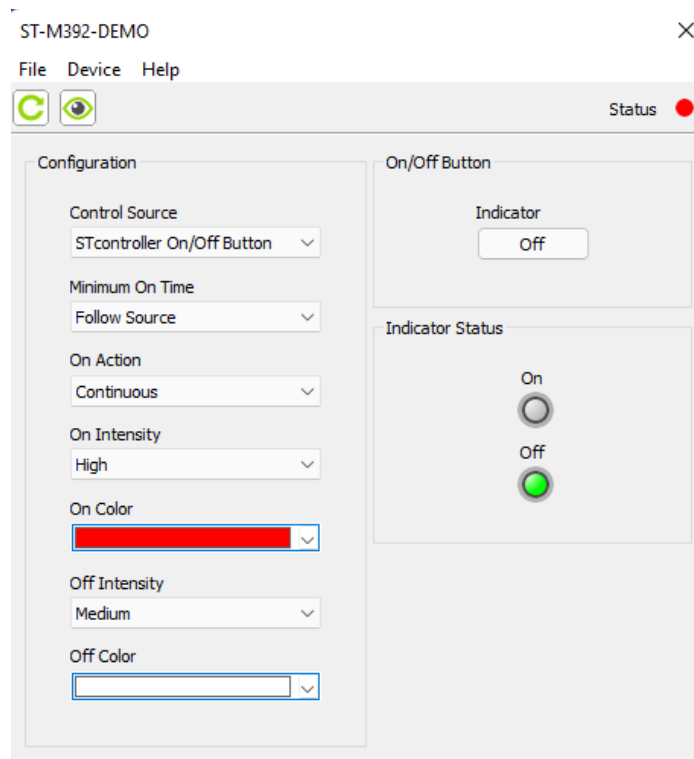 ST-M392-DEMO
File Device Help
Status
Configuration
Control Source
STcontroller On/Off Button
Minimum On Time
Follow Source
On Action
Continuous
On Intensity
High
On Color
Off Intensity
Medium
Off Color
On/Off Button
Indicator
Off
Indicator Status
On
Off